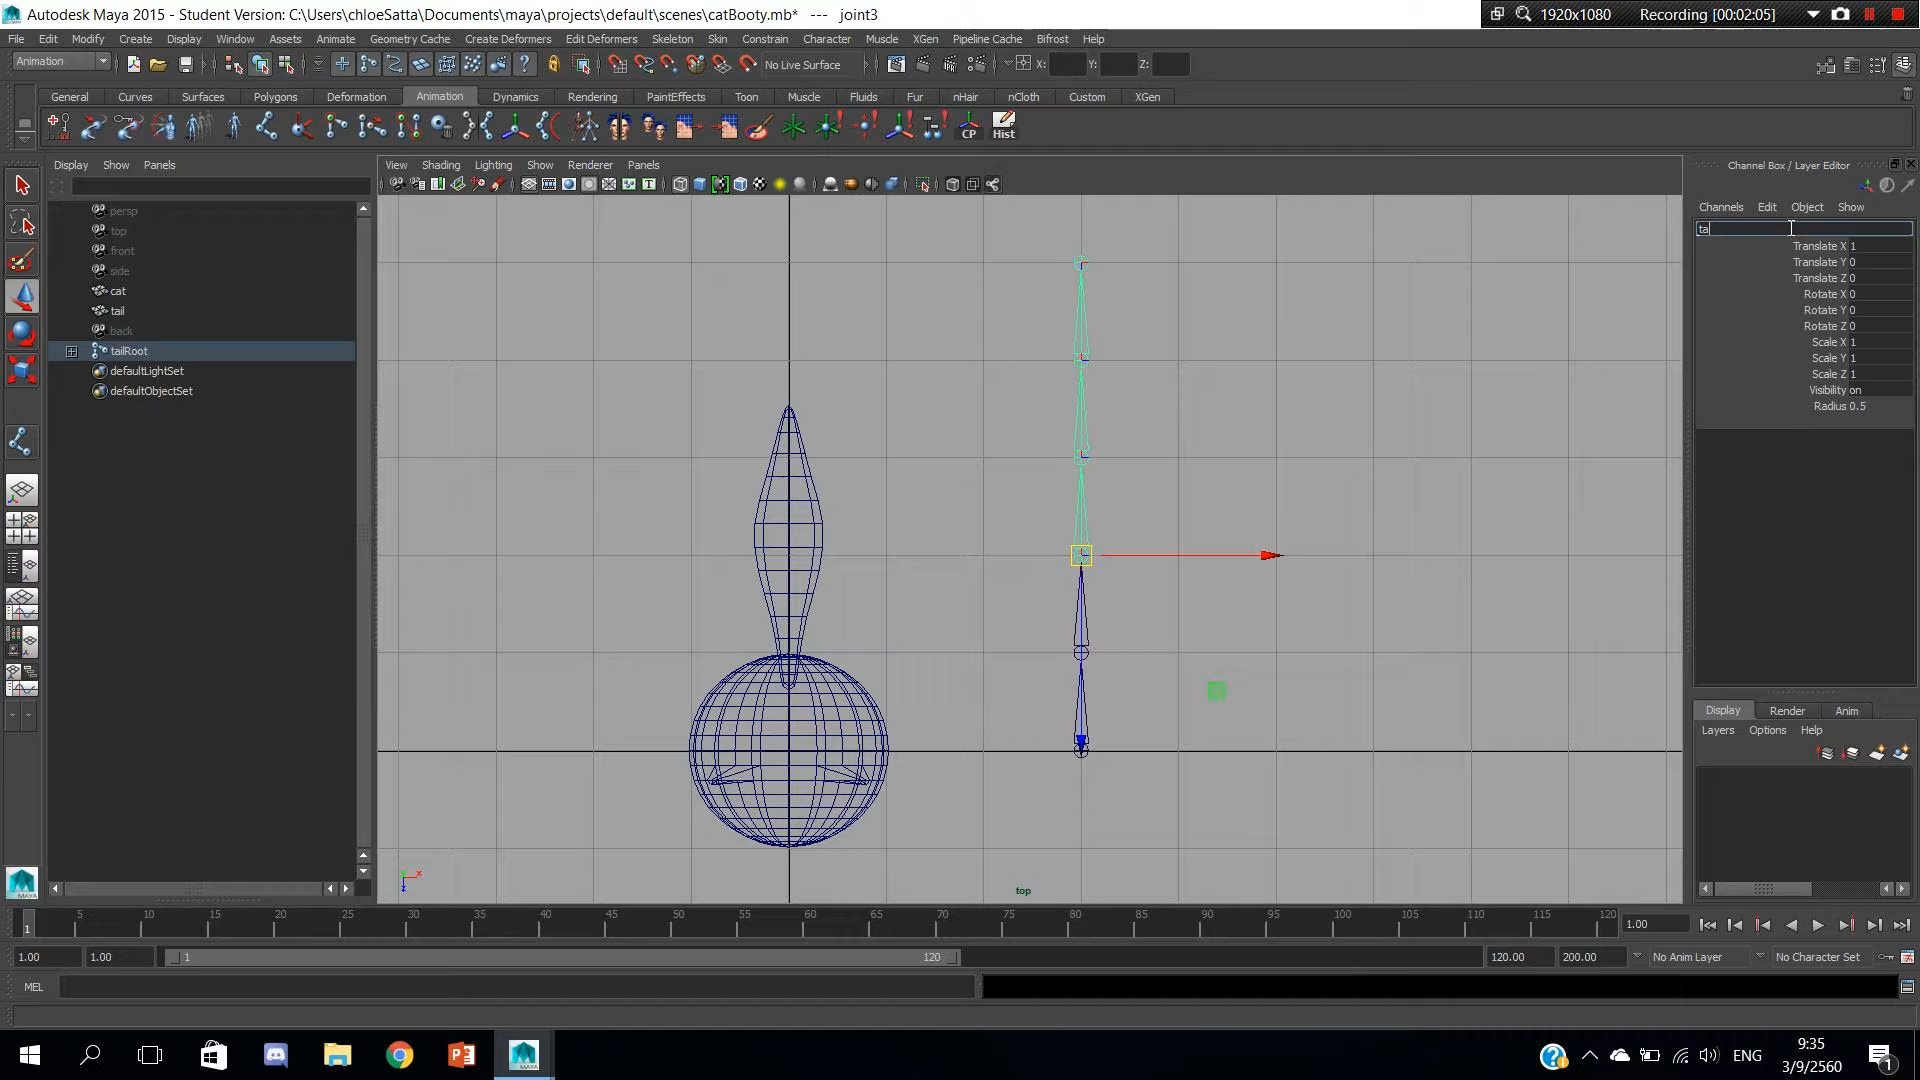 Autodesk Maya 2015 - Student Version: C:\Users\chloeSatta\Documents\maya\projects\default\scenes\catBooty.mb*   ---   joint3
1920x1080 Recording [00:02:05]
File Edit Modify Create Display Window Assets Animate Geometry Cache Create Deformers Edit Deformers Skeleton Skin Constrain Character Muscle XGen Pipeline Cache Bifrost Help
Animation No Live Surface X: Y: Z:
General Curves Surfaces Polygons Deformation Animation Dynamics Rendering PaintEffects Toon Muscle Fluids Fur nHair nCloth Custom XGen
CP Hist
Display Show Panels
View Shading Lighting Show Renderer Panels
Channel Box / Layer Editor
Channels Edit Object Show
ta
Translate X 1
Translate Y 0
Translate Z 0
Rotate X 0
Rotate Y 0
Rotate Z 0
Scale X 1
Scale Y 1
Scale Z 1
Visibility on
Radius 0.5
persp
top
front
side
cat
tail
back
tailRoot
defaultLightSet
defaultObjectSet
x
z
top
Display Render Anim
Layers Options Help
MAYA
1 5 10 15 20 25 30 35 40 45 50 55 60 65 70 75 80 85 90 95 100 105 110 115 120 1.00
1.00 1.00 1 120 120.00 200.00 No Anim Layer No Character Set
MEL
ENG
9:35
3/9/2560
1